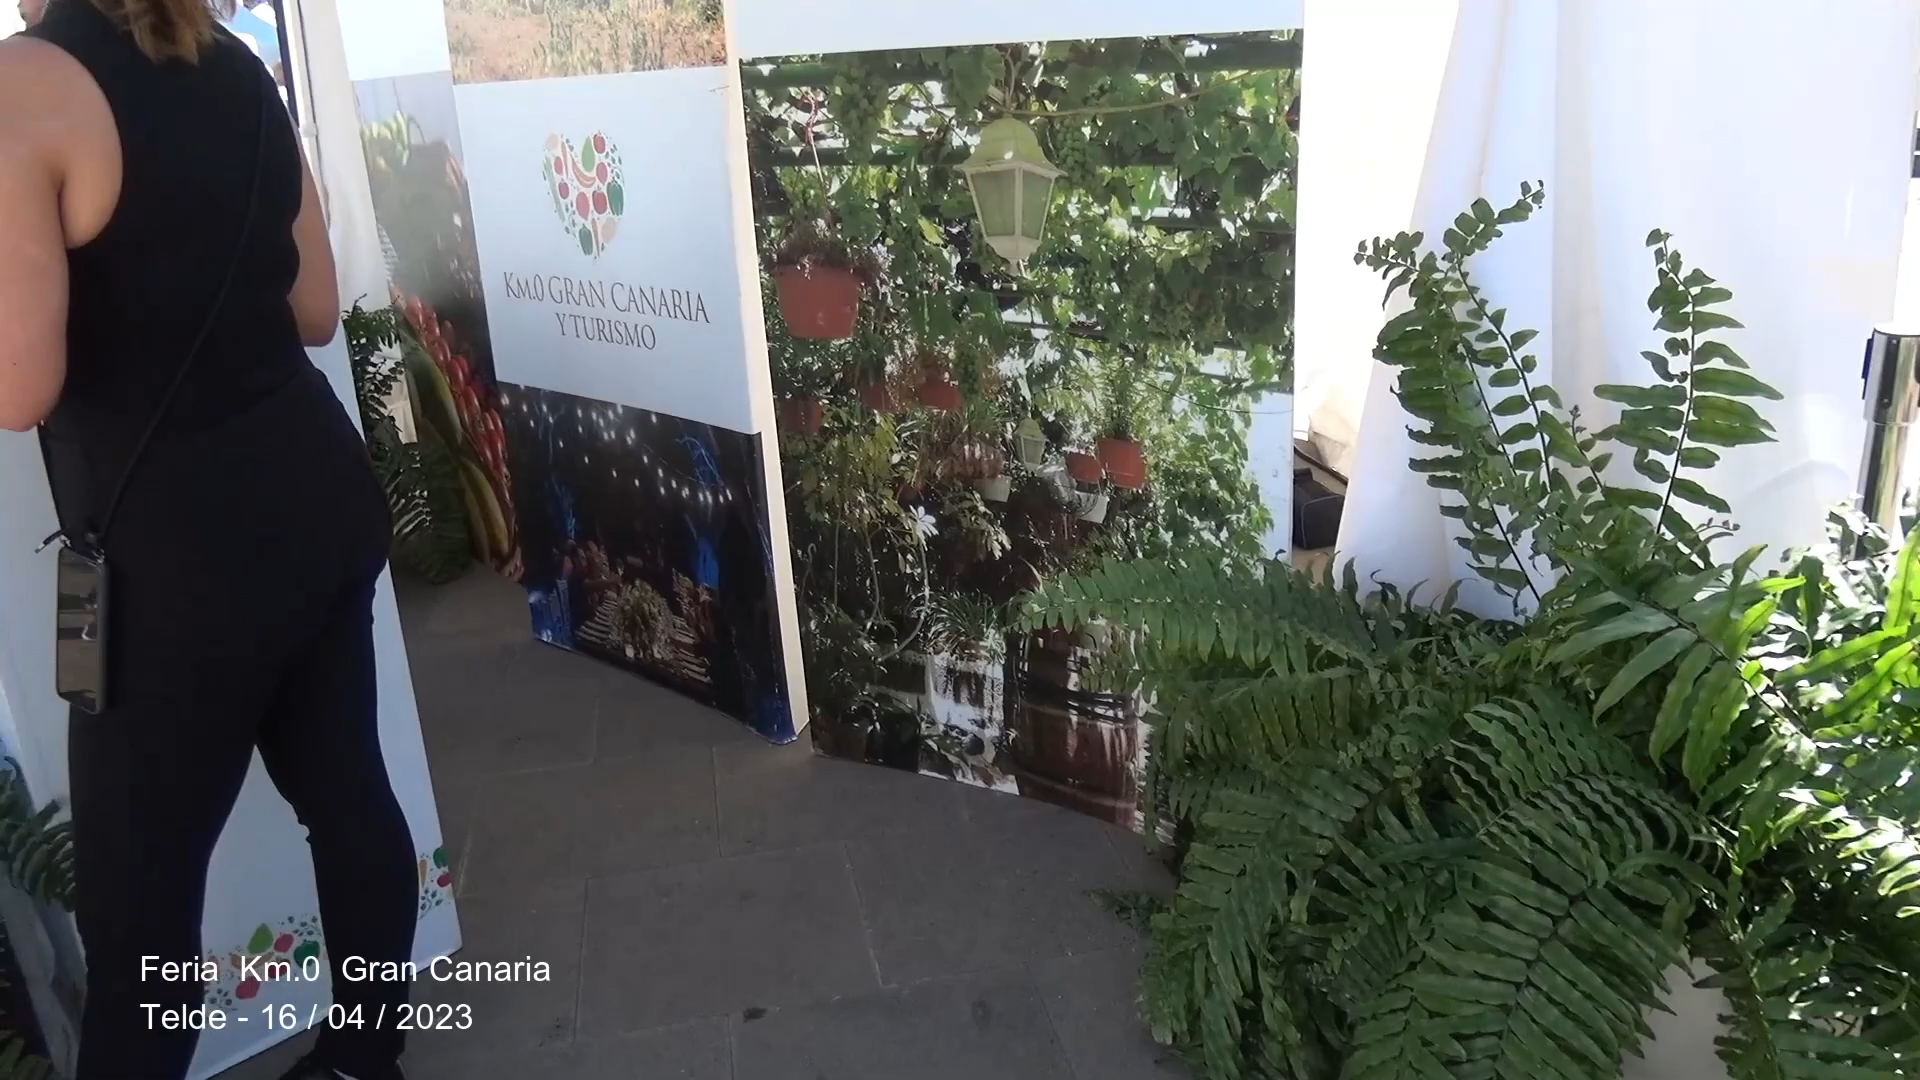 Km.0 GRAN CANARIA
Y TURISMO
Feria Km.0 Gran Canaria
Telde - 16 / 04 / 2023